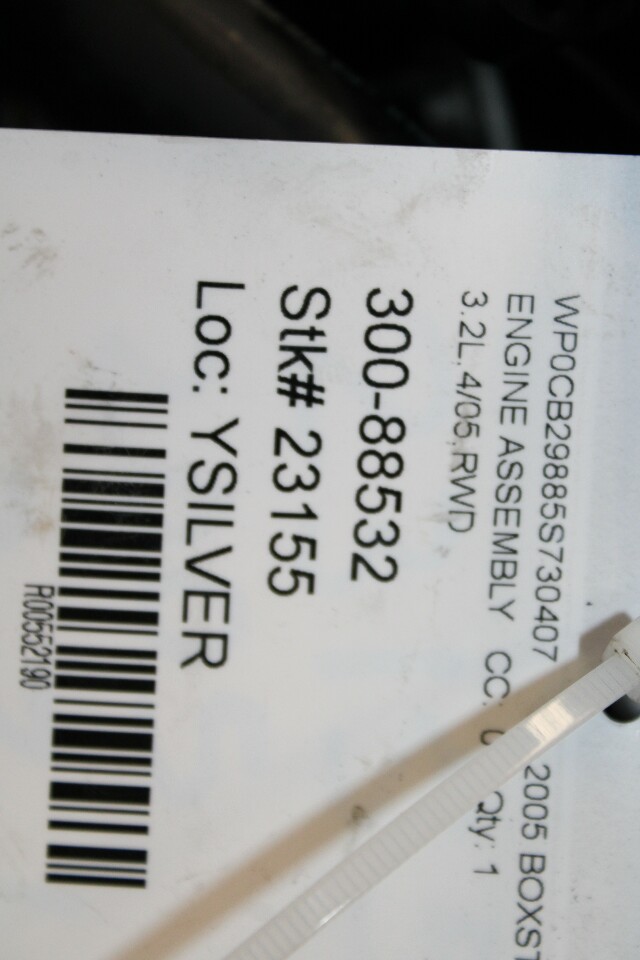 WP0CB29885S730407 2005 BOXST
ENGINE ASSEMBLY CC: Qty: 1
3.2L,4/05,RWD
300-88532
Stk# 23155
Loc: YSILVER
R00552190